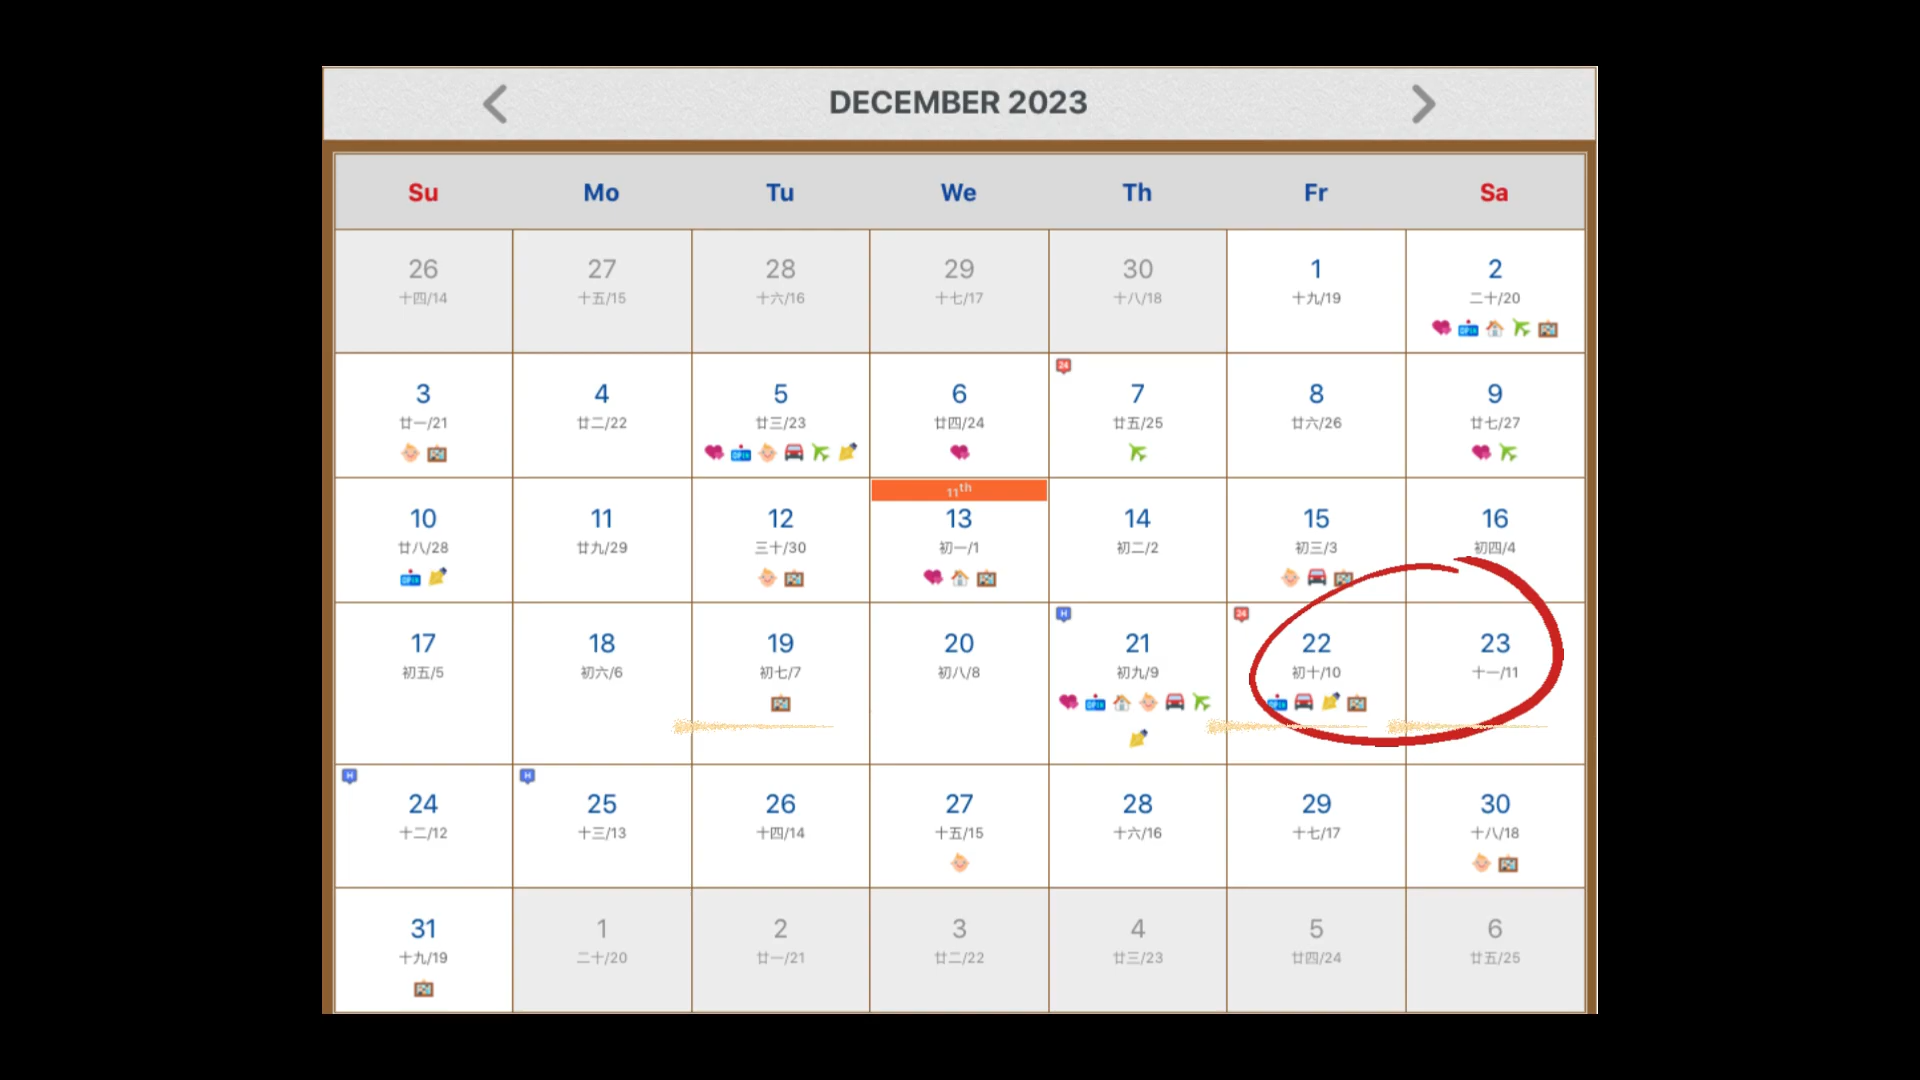 DECEMBER 2023
Su Mo Tu We Th Fr Sa
26 27 28 29 30 1 2
十四/14 十五/15 十六/16 十七/17 十八/18 十九/19 二十/20
OPEN
24
3 4 5 6 7 8 9
廿一/21 廿二/22 廿三/23 廿四/24 廿五/25 廿六/26 廿七/27
OPEN
11th
10 11 12 13 14 15 16
廿八/28 廿九/29 三十/30 初一/1 初二/2 初三/3 初四/4
OPEN
H 24
17 18 19 20 21 22 23
初五/5 初六/6 初七/7 初八/8 初九/9 初十/10 十一/11
OPEN OPEN
H H
24 25 26 27 28 29 30
十二/12 十三/13 十四/14 十五/15 十六/16 十七/17 十八/18
31 1 2 3 4 5 6
十九/19 二十/20 廿一/21 廿二/22 廿三/23 廿四/24 廿五/25